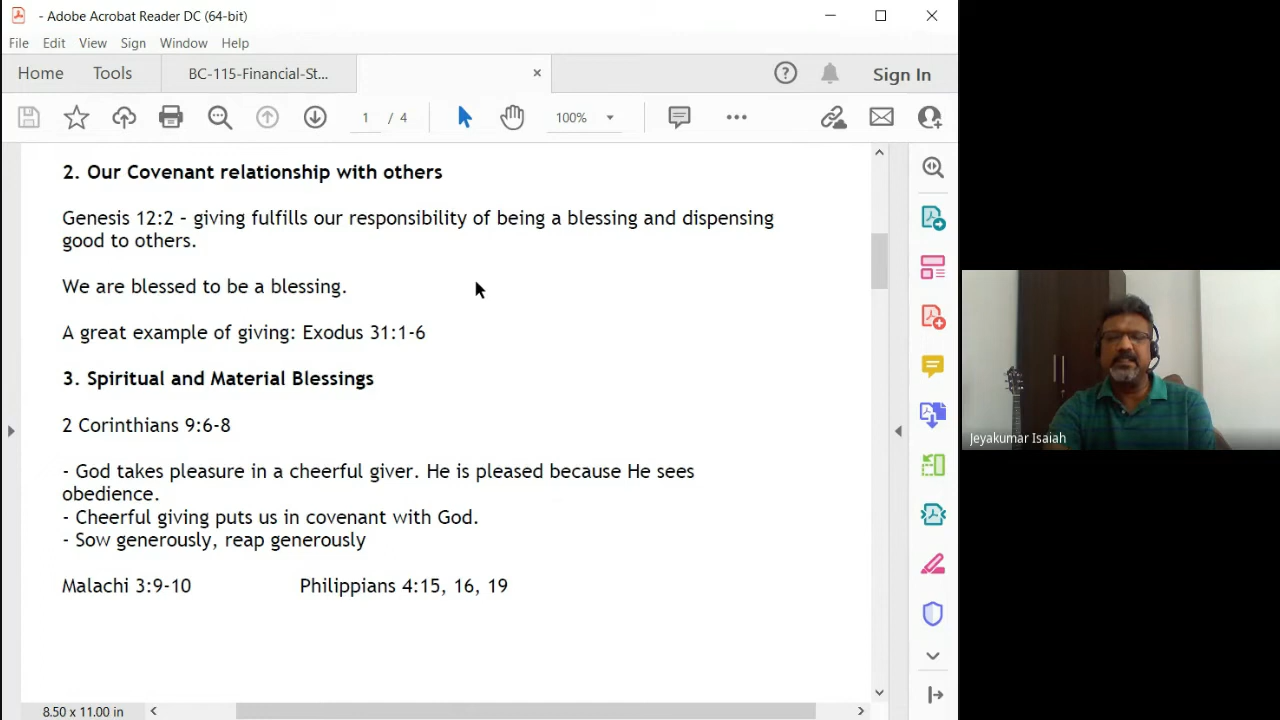 - Adobe Acrobat Reader DC (64-bit)
File Edit View Sign Window Help
Home Tools BC-115-Financial-St... Sign In
1 / 4 100%
2. Our Covenant relationship with others
Genesis 12:2 – giving fulfills our responsibility of being a blessing and dispensing
good to others.
We are blessed to be a blessing.
A great example of giving: Exodus 31:1-6
3. Spiritual and Material Blessings
2 Corinthians 9:6-8
- God takes pleasure in a cheerful giver. He is pleased because He sees
obedience.
- Cheerful giving puts us in covenant with God.
- Sow generously, reap generously
Malachi 3:9-10 Philippians 4:15, 16, 19
8.50 x 11.00 in
Jeyakumar Isaiah